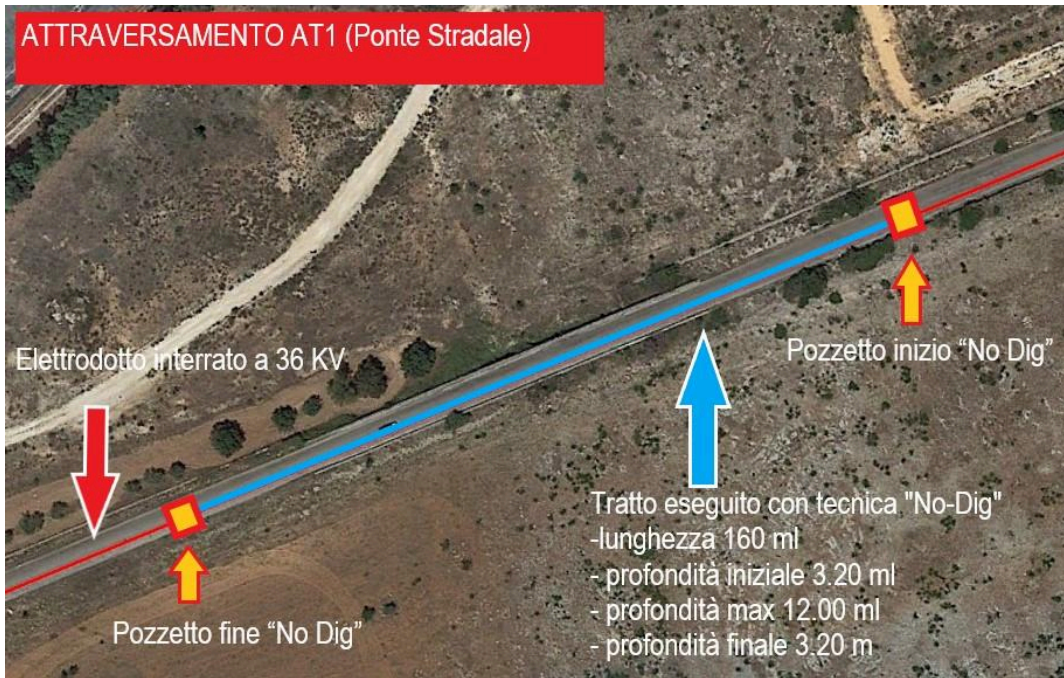 ATTRAVERSAMENTO AT1 (Ponte Stradale)
Elettrodotto interrato a 36 KV
Pozzetto inizio “No Dig”
Tratto eseguito con tecnica "No-Dig"
-lunghezza 160 ml
- profondità iniziale 3.20 ml
- profondità max 12.00 ml
- profondità finale 3.20 m
Pozzetto fine “No Dig”